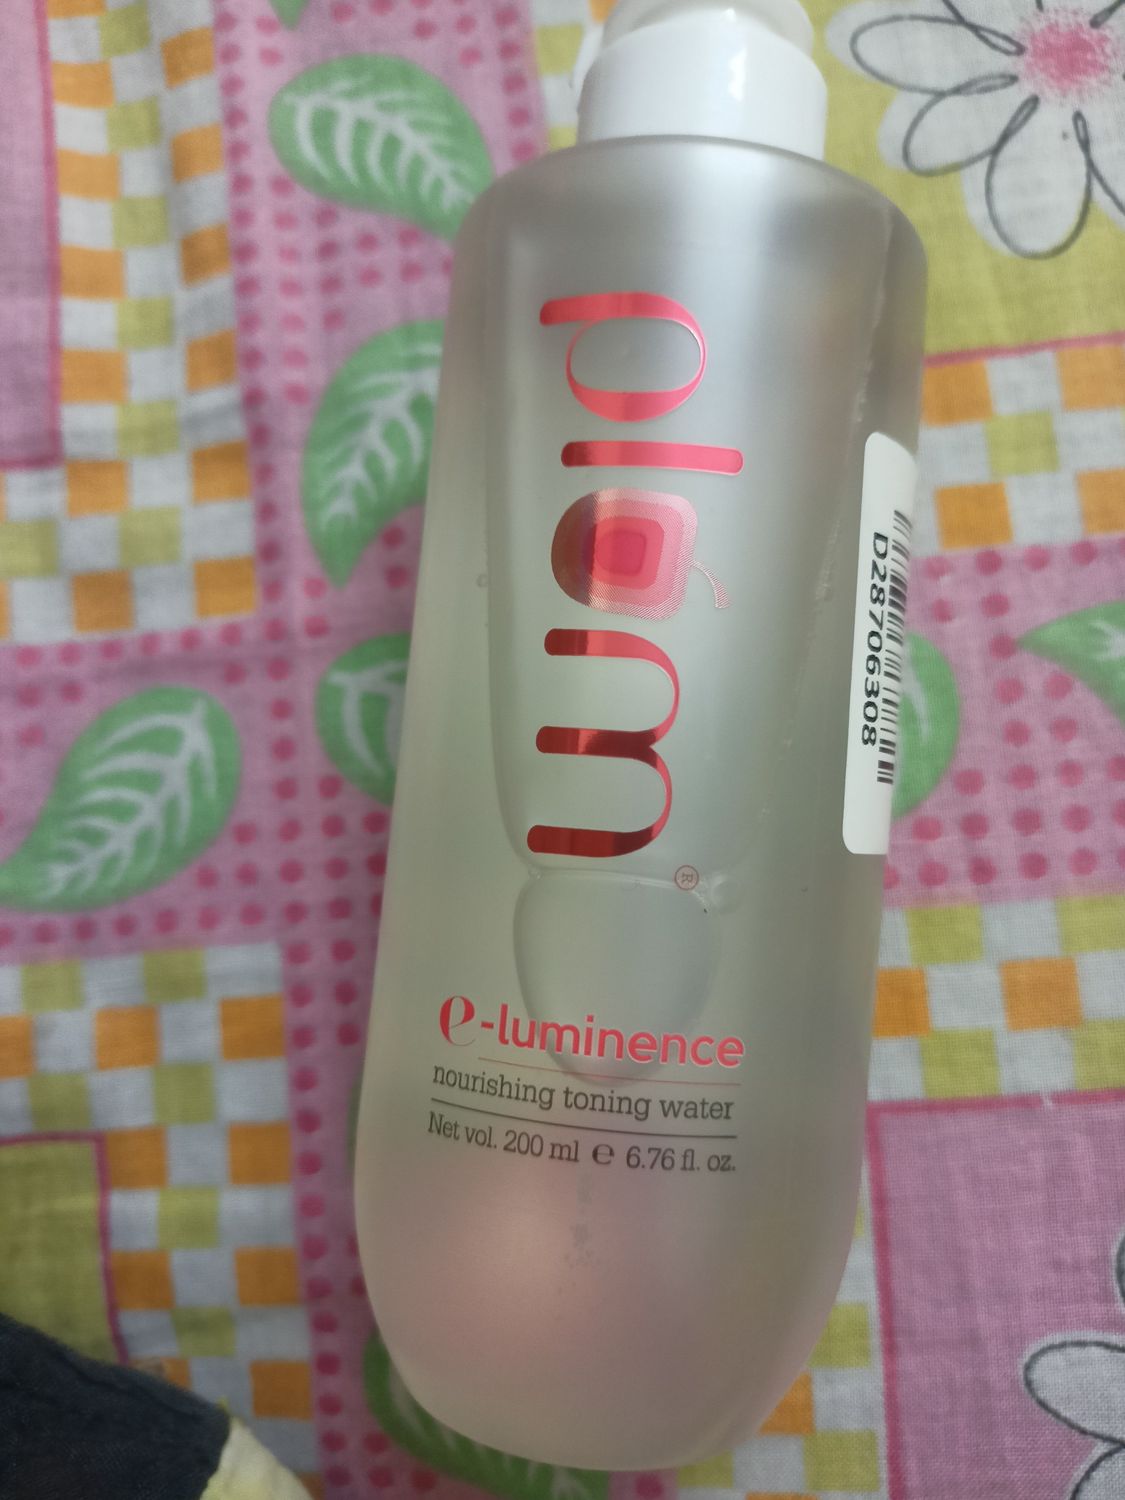 plum®
e-luminence
nourishing toning water
Net vol. 200 ml ℮ 6.76 fl. oz.
D28706308